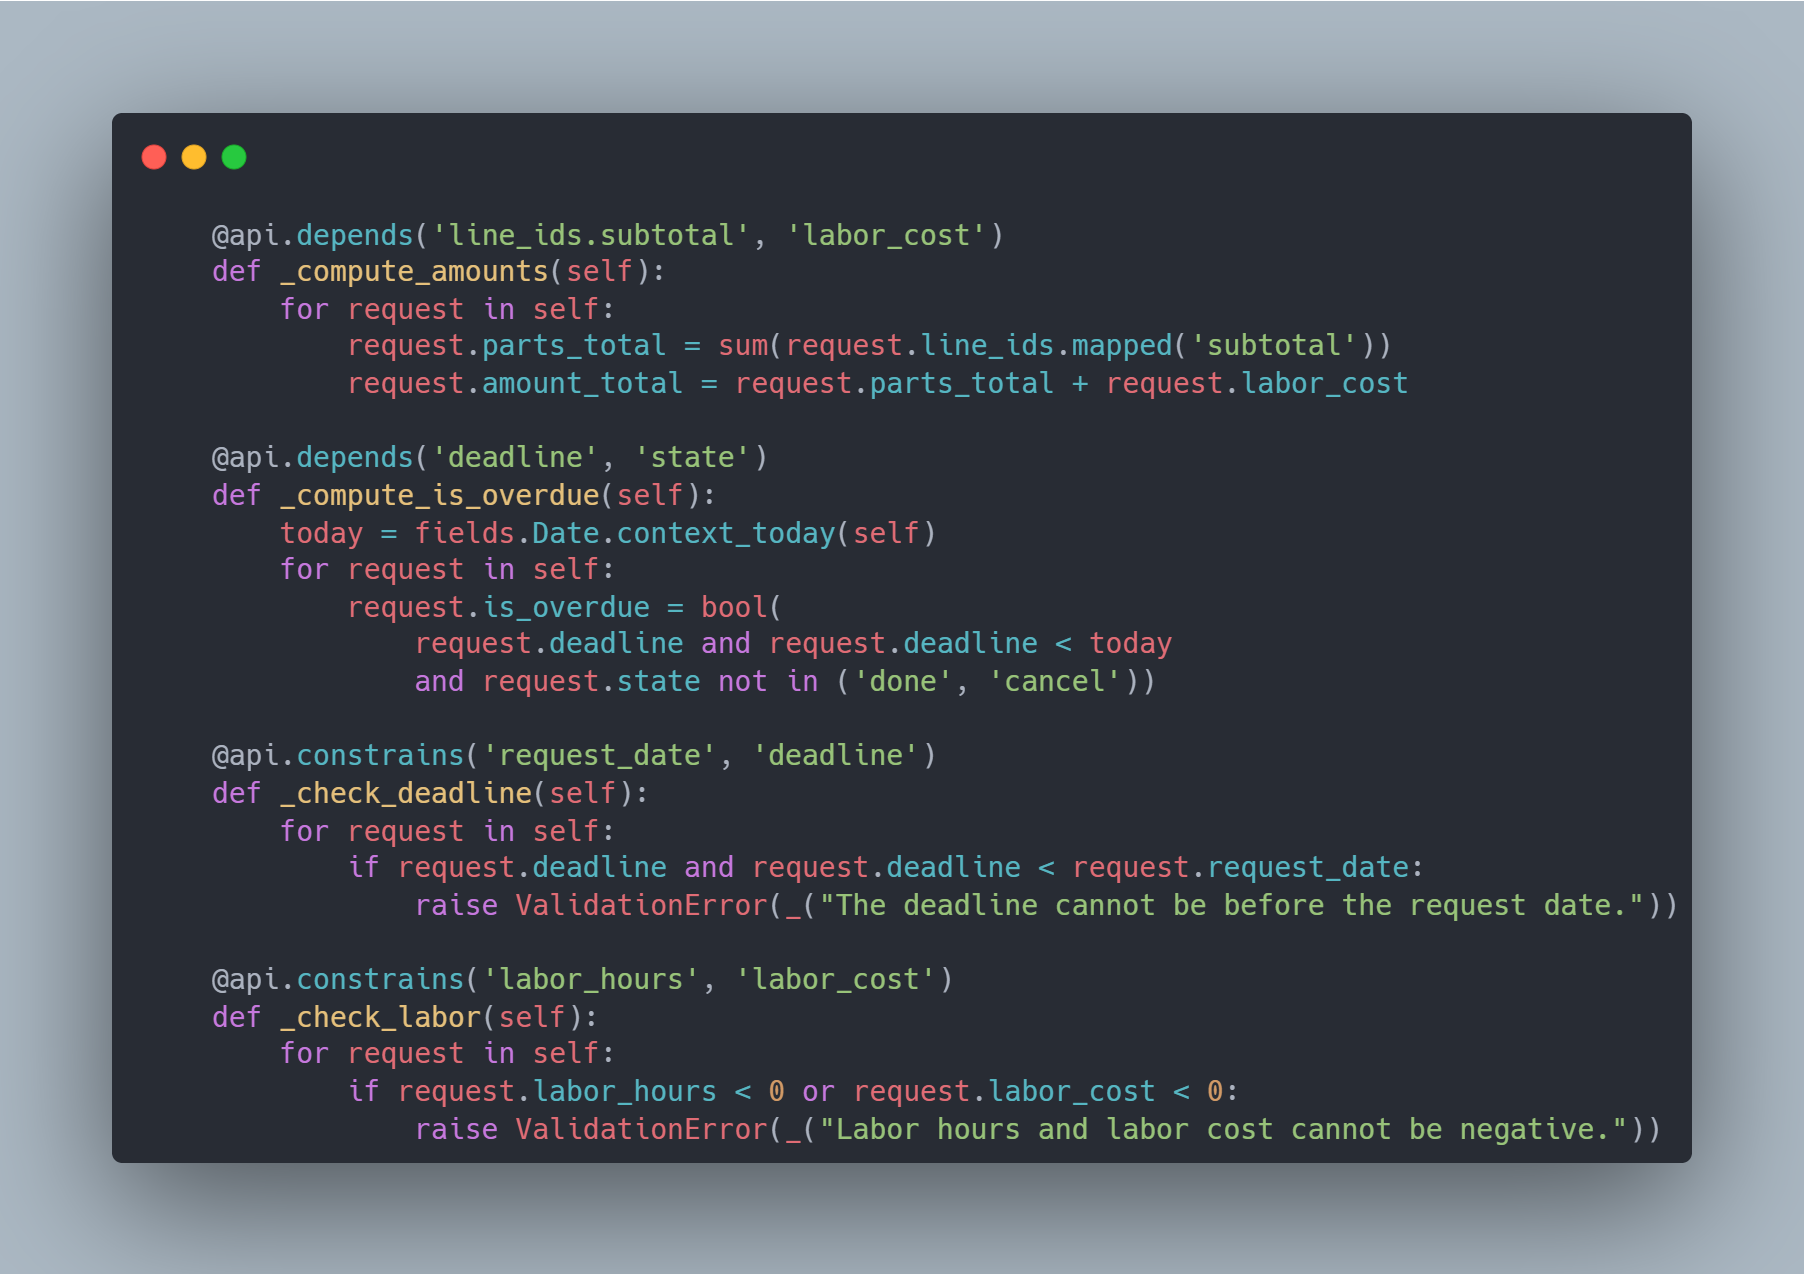 @api.depends('line_ids.subtotal', 'labor_cost')
def _compute_amounts(self):
    for request in self:
        request.parts_total = sum(request.line_ids.mapped('subtotal'))
        request.amount_total = request.parts_total + request.labor_cost

@api.depends('deadline', 'state')
def _compute_is_overdue(self):
    today = fields.Date.context_today(self)
    for request in self:
        request.is_overdue = bool(
            request.deadline and request.deadline < today
            and request.state not in ('done', 'cancel'))

@api.constrains('request_date', 'deadline')
def _check_deadline(self):
    for request in self:
        if request.deadline and request.deadline < request.request_date:
            raise ValidationError(_("The deadline cannot be before the request date."))

@api.constrains('labor_hours', 'labor_cost')
def _check_labor(self):
    for request in self:
        if request.labor_hours < 0 or request.labor_cost < 0:
            raise ValidationError(_("Labor hours and labor cost cannot be negative."))